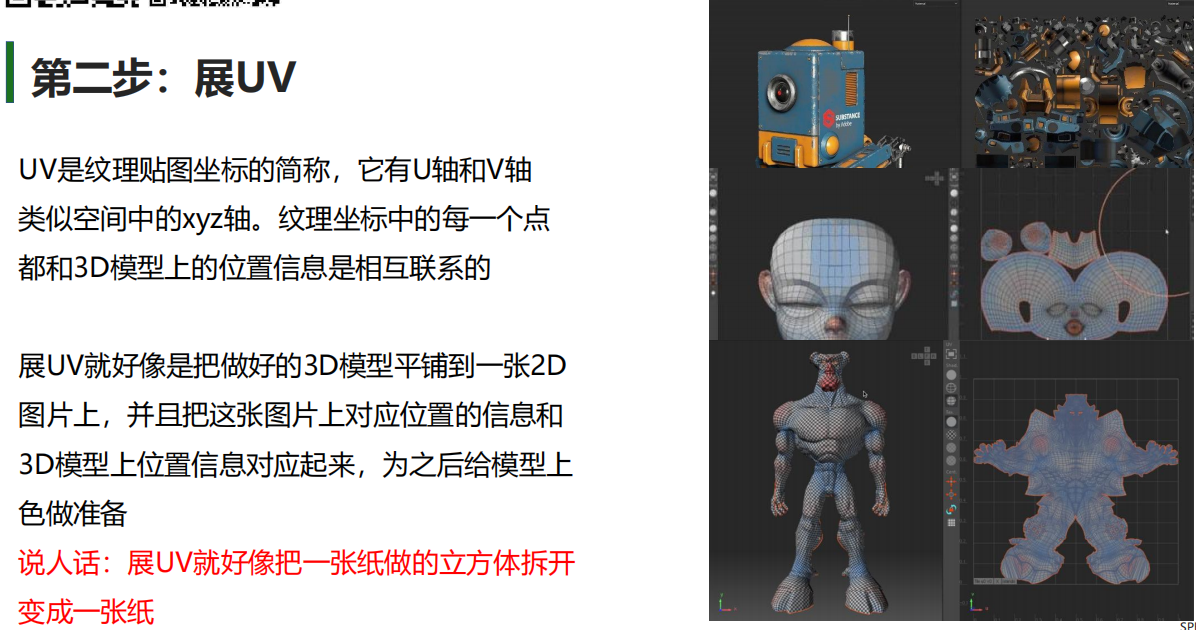 第二步：展UV
UV是纹理贴图坐标的简称，它有U轴和V轴
类似空间中的xyz轴。纹理坐标中的每一个点
都和3D模型上的位置信息是相互联系的
展UV就好像是把做好的3D模型平铺到一张2D
图片上，并且把这张图片上对应位置的信息和
3D模型上位置信息对应起来，为之后给模型上
色做准备
说人话：展UV就好像把一张纸做的立方体拆开
变成一张纸
SUBSTANCE
by Adobe